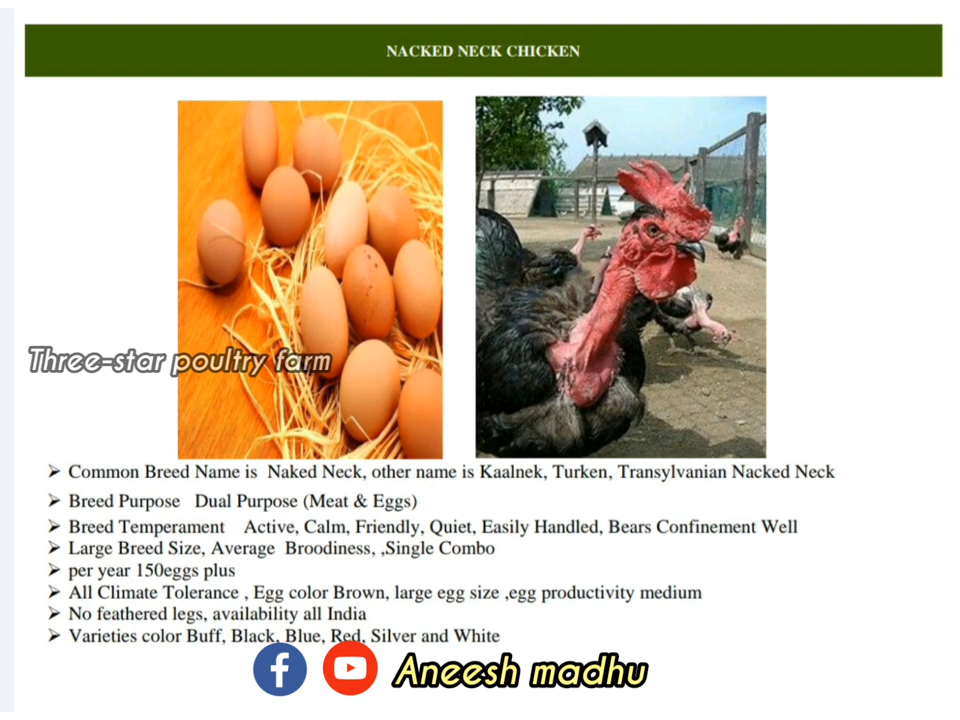 NACKED NECK CHICKEN
Three-star poultry farm
➢ Common Breed Name is Naked Neck, other name is Kaalnek, Turken, Transylvanian Nacked Neck
➢ Breed Purpose Dual Purpose (Meat & Eggs)
➢ Breed Temperament Active, Calm, Friendly, Quiet, Easily Handled, Bears Confinement Well
➢ Large Breed Size, Average Broodiness, ,Single Combo
➢ per year 150eggs plus
➢ All Climate Tolerance , Egg color Brown, large egg size ,egg productivity medium
➢ No feathered legs, availability all India
➢ Varieties color Buff, Black, Blue, Red, Silver and White
f Aneesh madhu